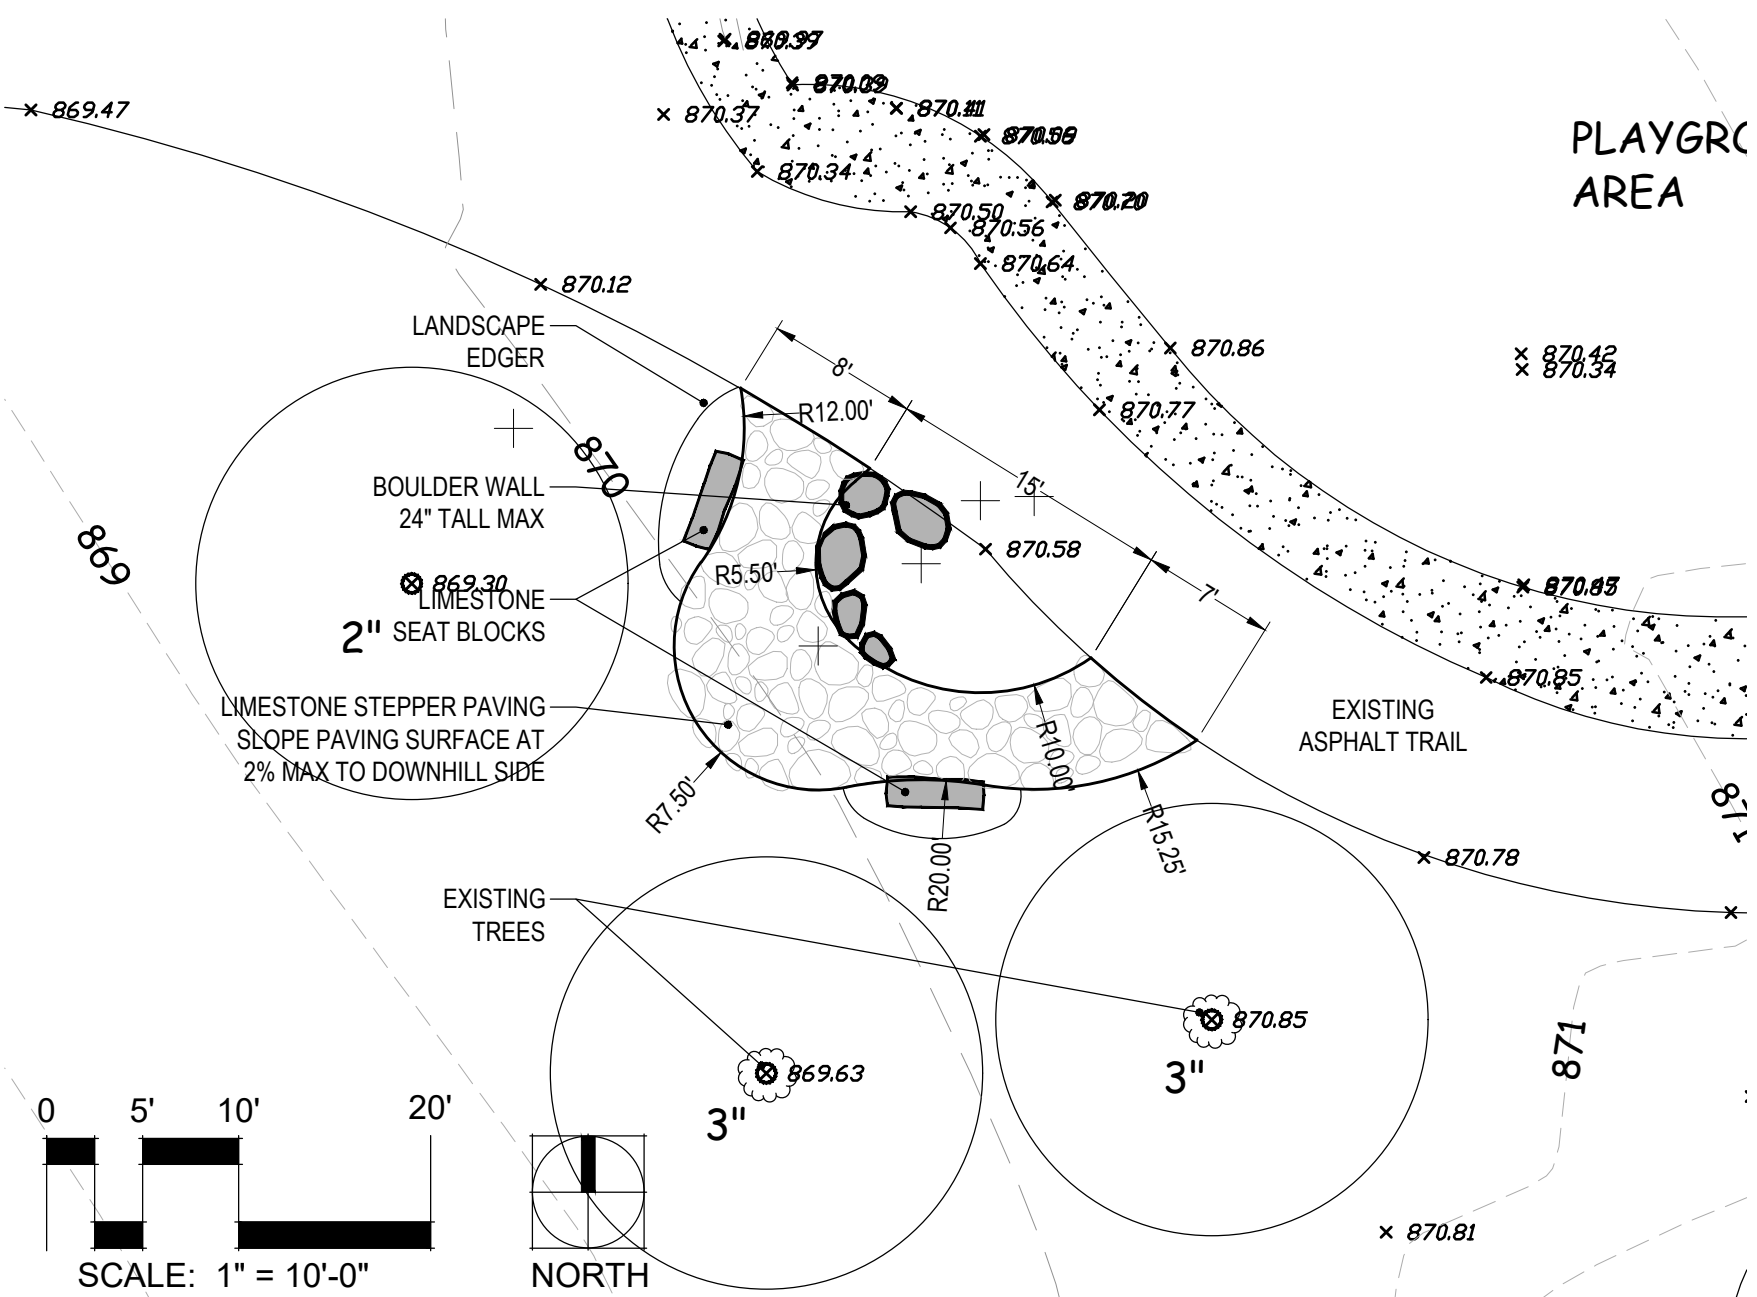 870.37
870.34
870.50
870.56
870.64
869.47
870.12
870.86
870.77
870.42
870.34
PLAYGRO
AREA
LANDSCAPE
EDGER
8'
R12.00'
15'
870
BOULDER WALL
24" TALL MAX
869
870.58
R5.50'
7'
869.30
LIMESTONE
SEAT BLOCKS
2"
870.85
LIMESTONE STEPPER PAVING
SLOPE PAVING SURFACE AT
2% MAX TO DOWNHILL SIDE
EXISTING
ASPHALT TRAIL
R10.00'
R7.50'
R15.25'
R20.00'
871
870.78
EXISTING
TREES
870.85
3"
869.63
3"
871
870.81
0 5' 10' 20'
SCALE: 1" = 10'-0"
NORTH